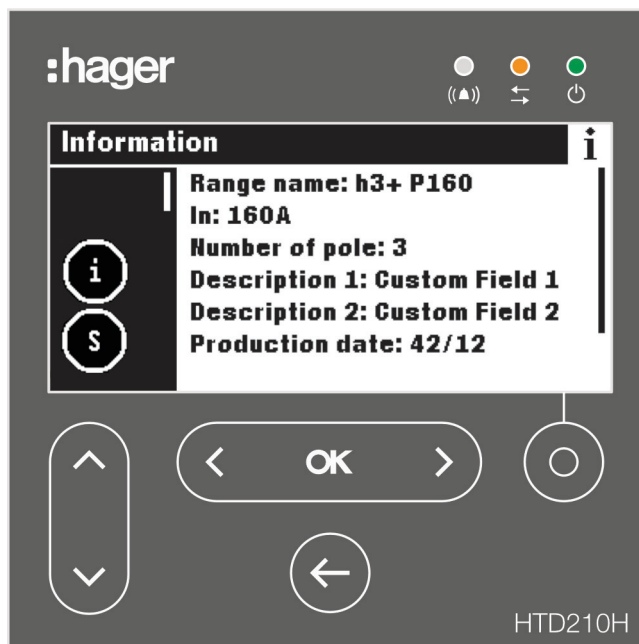 :hager
Information
i
Range name: h3+ P160
In: 160A
Number of pole: 3
Description 1: Custom Field 1
Description 2: Custom Field 2
Production date: 42/12
i
S
OK
HTD210H